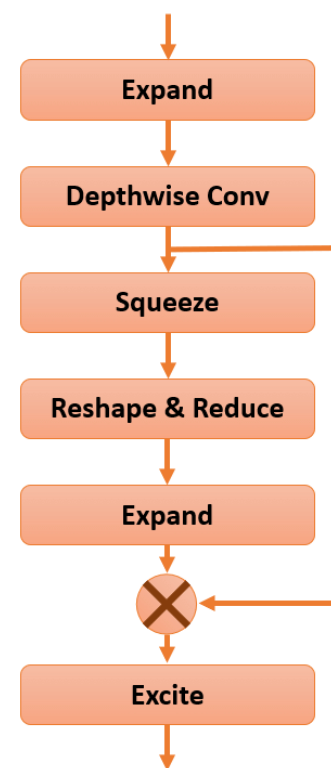 Expand
Depthwise Conv
Squeeze
Reshape & Reduce
Expand
Excite